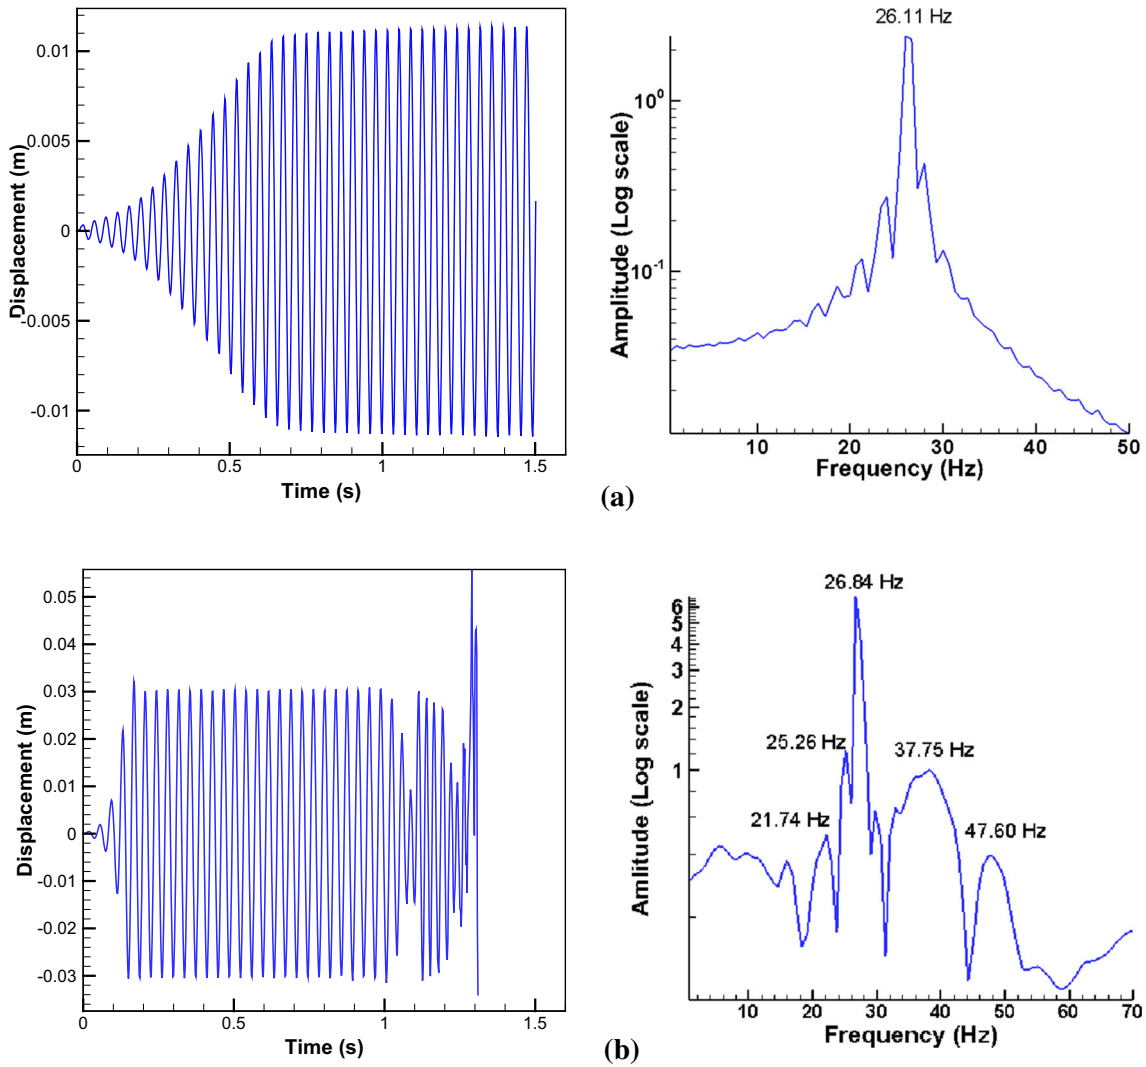 0.01
0.005
0
-0.005
-0.01
Displacement (m)
0
0.5
1
1.5
Time (s)
26.11 Hz
10^0
10^-1
Amplitude (Log scale)
10
20
30
40
50
Frequency (Hz)
(a)
0.05
0.04
0.03
0.02
0.01
0
-0.01
-0.02
-0.03
Displacement (m)
0
0.5
1
1.5
Time (s)
26.84 Hz
25.26 Hz
37.75 Hz
21.74 Hz
47.60 Hz
6
5
4
3
2
1
Amlitude (Log scale)
10
20
30
40
50
60
70
Frequency (Hz)
(b)